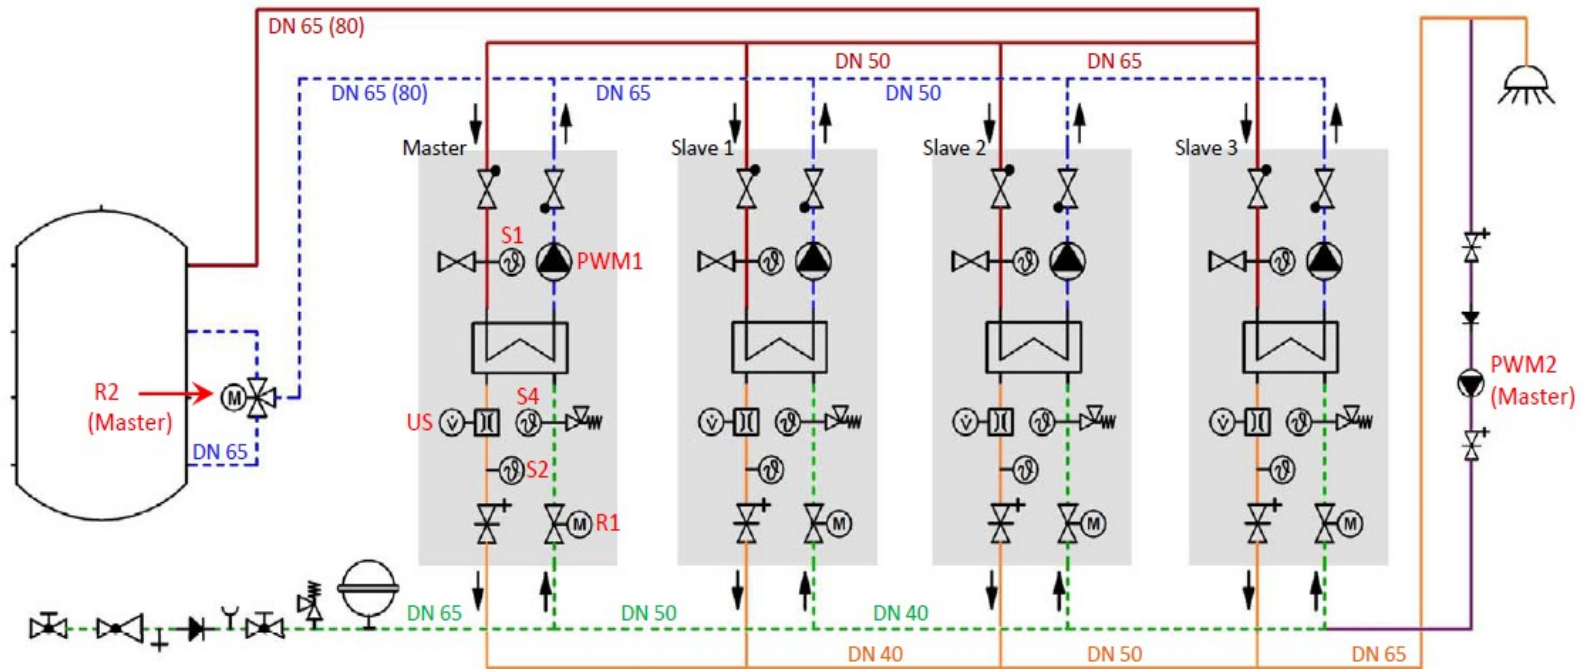 DN 65 (80)
DN 50
DN 65
DN 65 (80)
DN 65
DN 50
Master
Slave 1
Slave 2
Slave 3
S1
PWM1
R2
(Master)
M
DN 65
US
V̇
S4
ϑ
S2
R1
M
ϑ
V̇
ϑ
ϑ
M
ϑ
V̇
ϑ
ϑ
M
ϑ
V̇
ϑ
ϑ
M
ϑ
ϑ
PWM2
(Master)
DN 65
DN 50
DN 40
DN 40
DN 50
DN 65